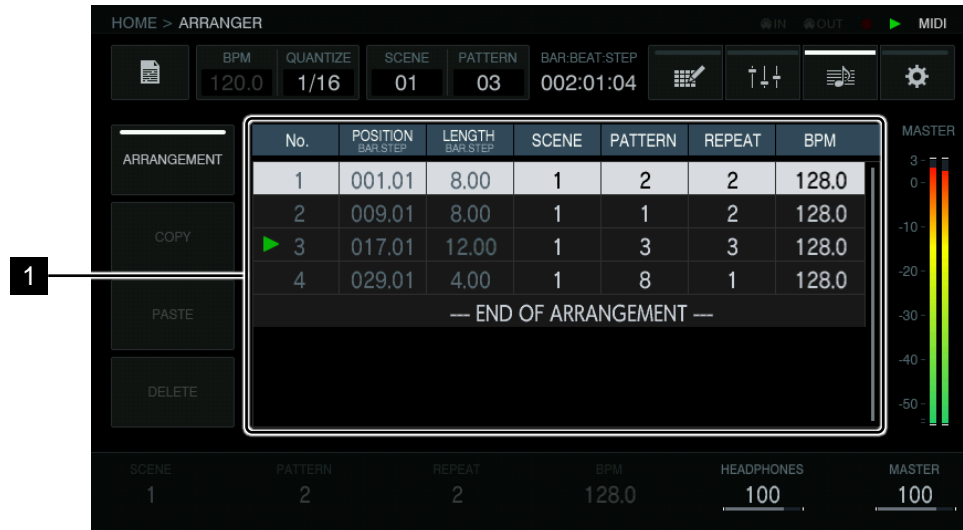 HOME > ARRANGER
IN OUT MIDI
BPM QUANTIZE SCENE PATTERN BAR:BEAT:STEP
120.0 1/16 01 03 002:01:04
ARRANGEMENT
COPY
PASTE
DELETE
1
No. POSITION LENGTH SCENE PATTERN REPEAT BPM
BAR.STEP BAR.STEP
1 001.01 8.00 1 2 2 128.0
2 009.01 8.00 1 1 2 128.0
3 017.01 12.00 1 3 3 128.0
4 029.01 4.00 1 8 1 128.0
--- END OF ARRANGEMENT ---
MASTER
3
0
-10
-20
-30
-40
-50
SCENE PATTERN REPEAT BPM HEADPHONES MASTER
1 2 2 128.0 100 100